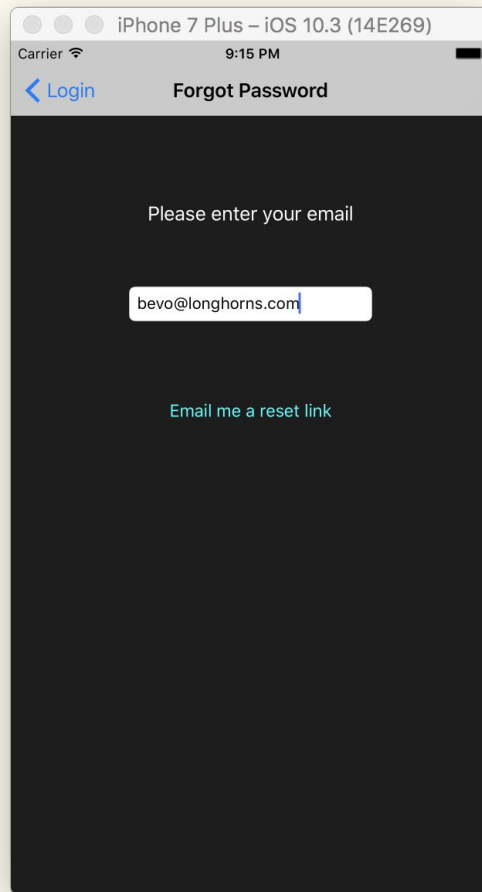 iPhone 7 Plus – iOS 10.3 (14E269)
Carrier 9:15 PM
Login Forgot Password
Please enter your email
bevo@longhorns.com
Email me a reset link